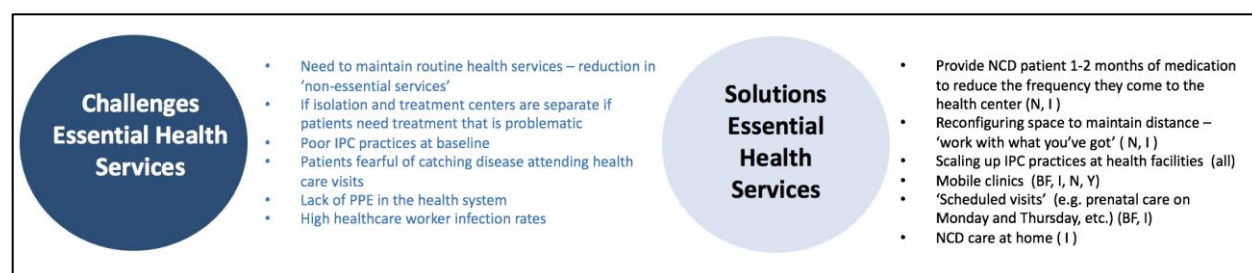 Challenges
Essential Health
Services
• Need to maintain routine health services – reduction in
‘non-essential services’
• If isolation and treatment centers are separate if
patients need treatment that is problematic
• Poor IPC practices at baseline
• Patients fearful of catching disease attending health
care visits
• Lack of PPE in the health system
• High healthcare worker infection rates
Solutions
Essential
Health
Services
• Provide NCD patient 1-2 months of medication
to reduce the frequency they come to the
health center (N, I )
• Reconfiguring space to maintain distance –
‘work with what you’ve got’ ( N, I )
• Scaling up IPC practices at health facilities (all)
• Mobile clinics (BF, I, N, Y)
• ‘Scheduled visits’ (e.g. prenatal care on
Monday and Thursday, etc.) (BF, I)
• NCD care at home ( I )